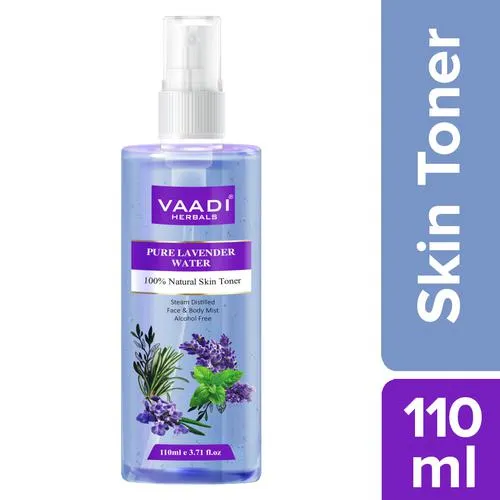 VAADI®
HERBALS
PURE LAVENDER
WATER
100% Natural Skin Toner
Steam Distilled
Face & Body Mist
Alcohol Free
110ml e 3.71 fl.oz
Skin Toner
110
ml